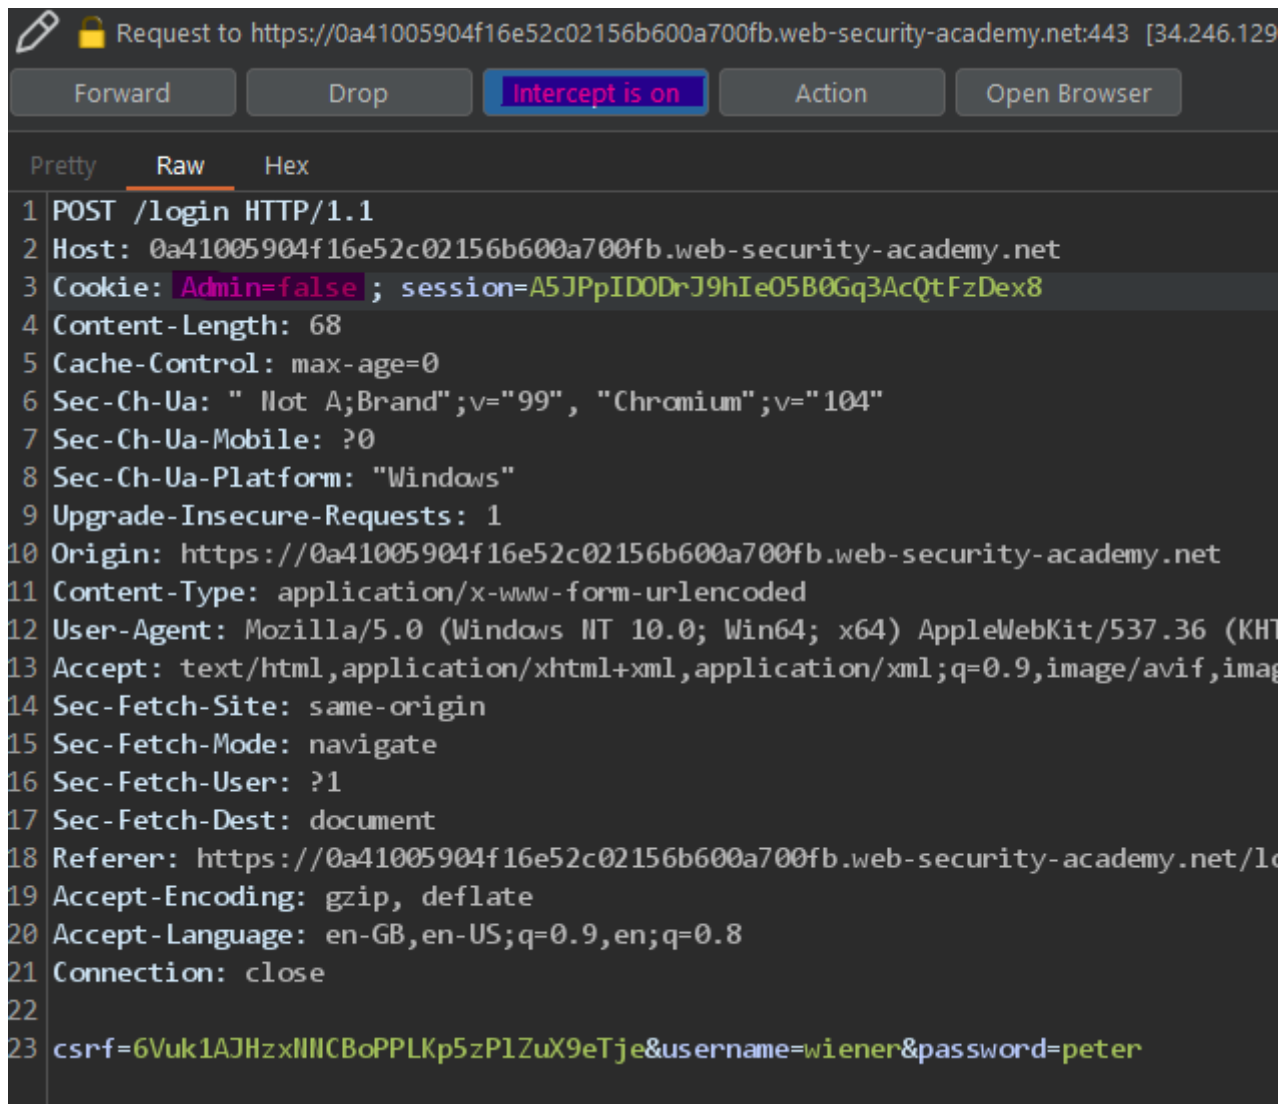 Request to https://0a41005904f16e52c02156b600a700fb.web-security-academy.net:443 [34.246.129
Forward Drop Intercept is on Action Open Browser
Pretty Raw Hex
1 POST /login HTTP/1.1
2 Host: 0a41005904f16e52c02156b600a700fb.web-security-academy.net
3 Cookie: Admin=false; session=A5JPpIDODrJ9hIeO5B0Gq3AcQtFzDex8
4 Content-Length: 68
5 Cache-Control: max-age=0
6 Sec-Ch-Ua: " Not A;Brand";v="99", "Chromium";v="104"
7 Sec-Ch-Ua-Mobile: ?0
8 Sec-Ch-Ua-Platform: "Windows"
9 Upgrade-Insecure-Requests: 1
10 Origin: https://0a41005904f16e52c02156b600a700fb.web-security-academy.net
11 Content-Type: application/x-www-form-urlencoded
12 User-Agent: Mozilla/5.0 (Windows NT 10.0; Win64; x64) AppleWebKit/537.36 (KHT
13 Accept: text/html,application/xhtml+xml,application/xml;q=0.9,image/avif,imag
14 Sec-Fetch-Site: same-origin
15 Sec-Fetch-Mode: navigate
16 Sec-Fetch-User: ?1
17 Sec-Fetch-Dest: document
18 Referer: https://0a41005904f16e52c02156b600a700fb.web-security-academy.net/lo
19 Accept-Encoding: gzip, deflate
20 Accept-Language: en-GB,en-US;q=0.9,en;q=0.8
21 Connection: close
22
23 csrf=6Vuk1AJHzxNNCBoPPLKp5zPlZuX9eTje&username=wiener&password=peter